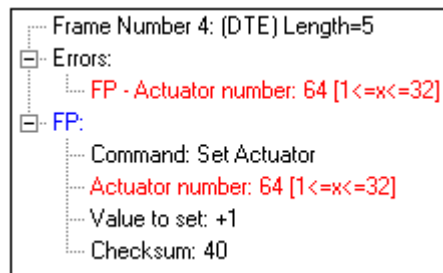 Frame Number 4: (DTE) Length=5
Errors:
FP - Actuator number: 64 [1<=x<=32]
FP:
Command: Set Actuator
Actuator number: 64 [1<=x<=32]
Value to set: +1
Checksum: 40